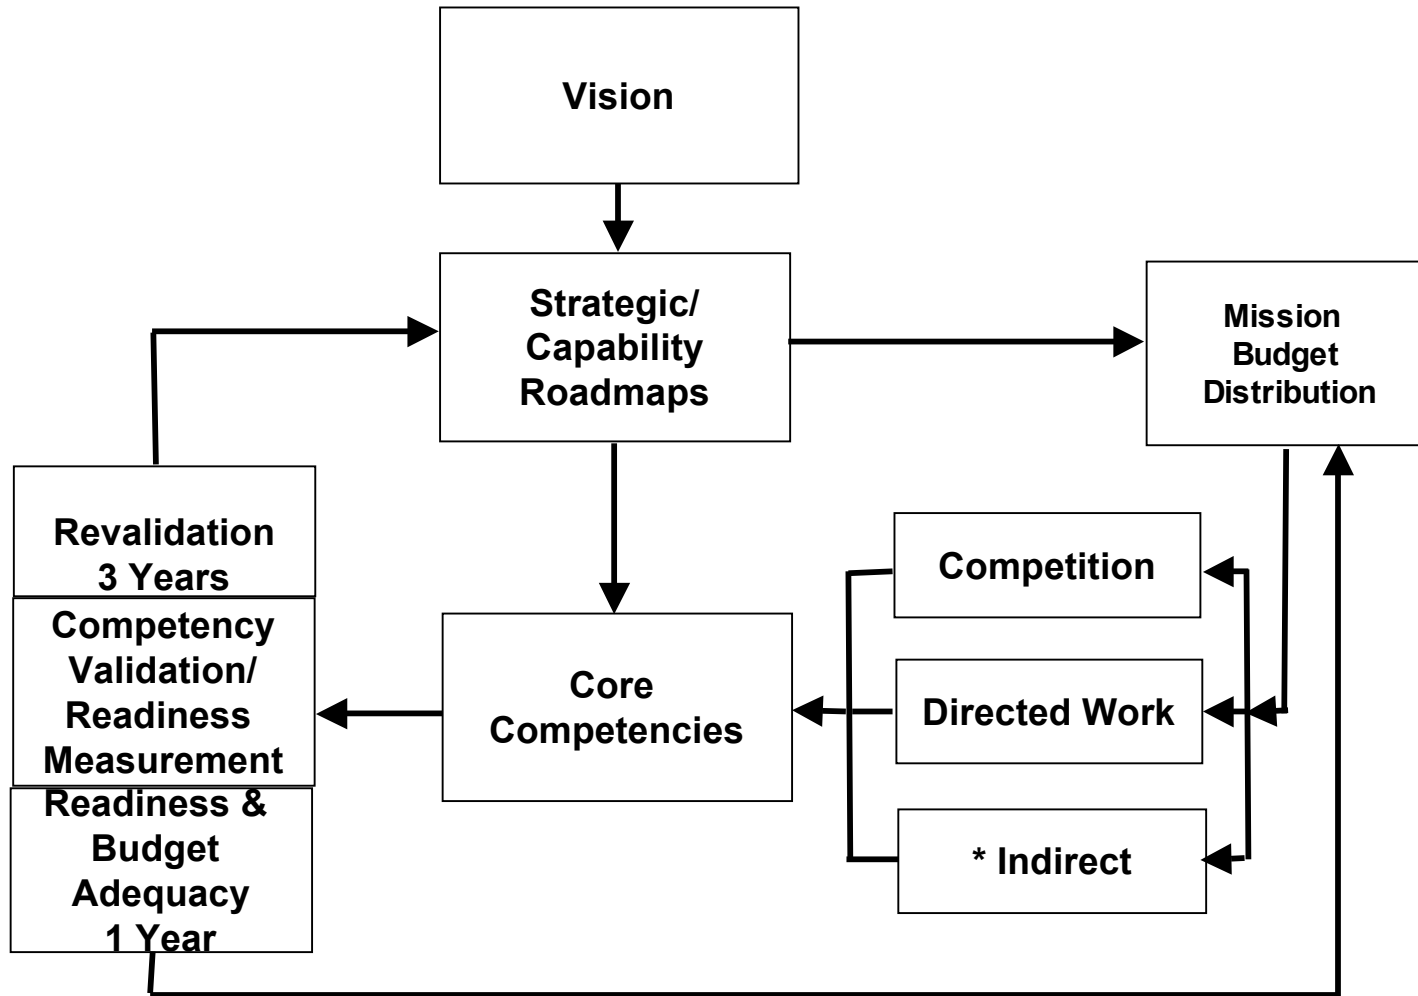 Vision
Strategic/
Capability
Roadmaps
Mission
Budget
Distribution
Revalidation
3 Years
Competency
Validation/
Readiness
Measurement
Readiness &
Budget
Adequacy
1 Year
Core
Competencies
Competition
Directed Work
* Indirect